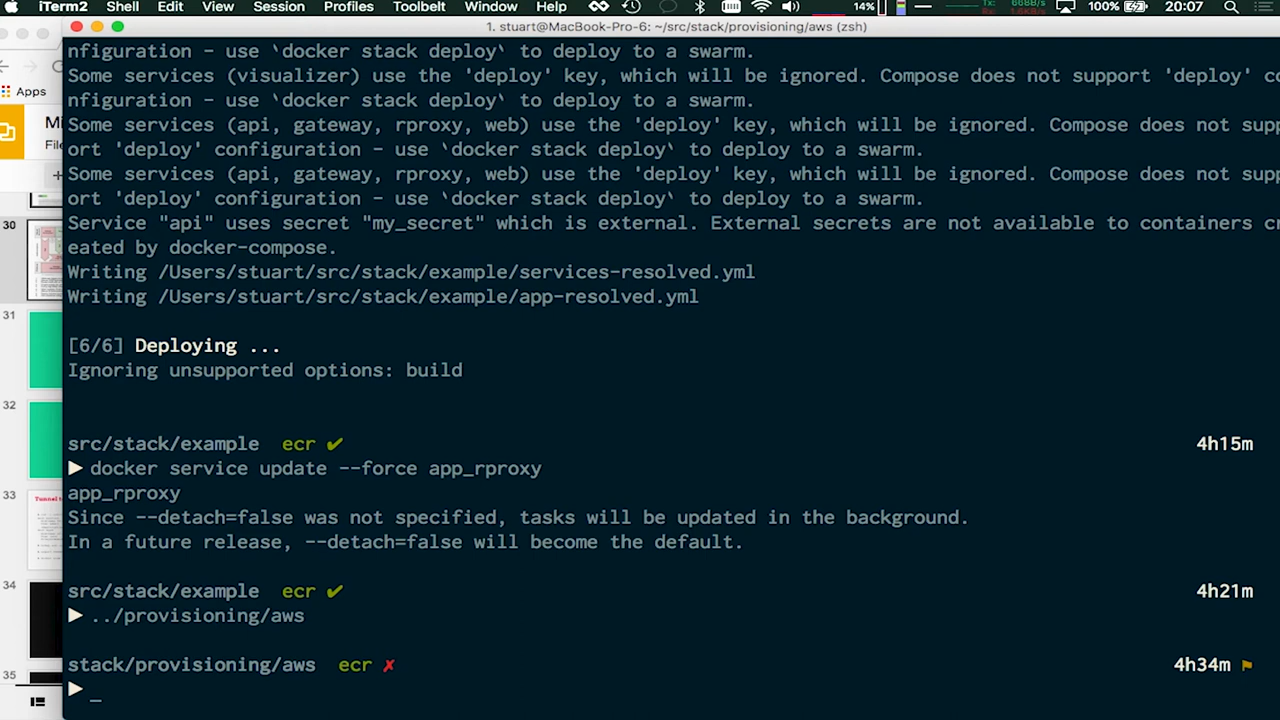 iTerm2 Shell Edit View Session Profiles Toolbelt Window Help 14% 100% 20:07
1. stuart@MacBook-Pro-6: ~/src/stack/provisioning/aws (zsh)
nfiguration - use `docker stack deploy` to deploy to a swarm.
Some services (visualizer) use the 'deploy' key, which will be ignored. Compose does not support 'deploy' co
Apps
nfiguration - use `docker stack deploy` to deploy to a swarm.
Some services (api, gateway, rproxy, web) use the 'deploy' key, which will be ignored. Compose does not supp
Mi
File
ort 'deploy' configuration - use `docker stack deploy` to deploy to a swarm.
Some services (api, gateway, rproxy, web) use the 'deploy' key, which will be ignored. Compose does not supp
ort 'deploy' configuration - use `docker stack deploy` to deploy to a swarm.
30
Service "api" uses secret "my_secret" which is external. External secrets are not available to containers cr
eated by docker-compose.
Writing /Users/stuart/src/stack/example/services-resolved.yml
Writing /Users/stuart/src/stack/example/app-resolved.yml
31
[6/6] Deploying ...
Ignoring unsupported options: build
32
src/stack/example ecr ✔ 4h15m
▶ docker service update --force app_rproxy
app_rproxy
33
Tunnel t
Since --detach=false was not specified, tasks will be updated in the background.
In a future release, --detach=false will become the default.
34
src/stack/example ecr ✔ 4h21m
▶ ../provisioning/aws
stack/provisioning/aws ecr ✗ 4h34m
35
▶ _